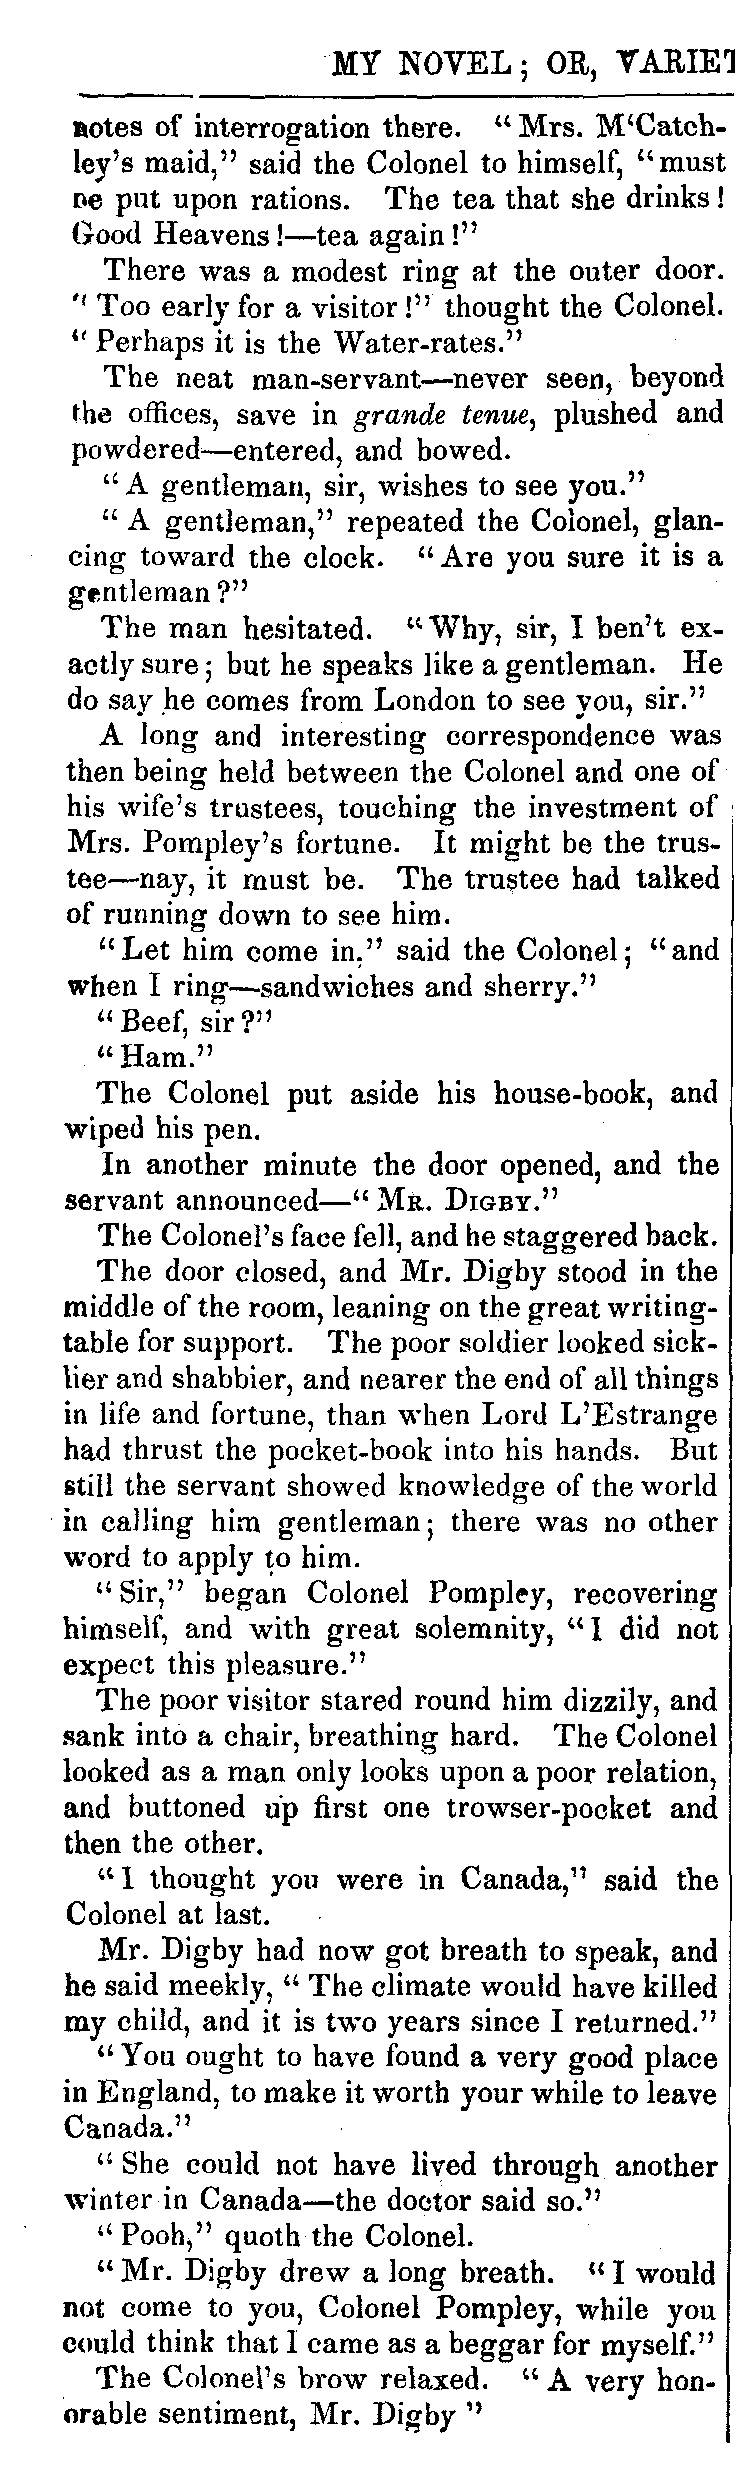 MY NOVEL; OR, VARIET
notes of interrogation there. "Mrs. M'Catch-
ley's maid," said the Colonel to himself, "must
be put upon rations. The tea that she drinks!
Good Heavens!—tea again!"
There was a modest ring at the outer door.
"Too early for a visitor!" thought the Colonel.
"Perhaps it is the Water-rates."
The neat man-servant—never seen, beyond
the offices, save in grande tenue, plushed and
powdered—entered, and bowed.
"A gentleman, sir, wishes to see you."
"A gentleman," repeated the Colonel, glan-
cing toward the clock. "Are you sure it is a
gentleman?"
The man hesitated. "Why, sir, I ben't ex-
actly sure; but he speaks like a gentleman. He
do say he comes from London to see you, sir."
A long and interesting correspondence was
then being held between the Colonel and one of
his wife's trustees, touching the investment of
Mrs. Pompley's fortune. It might be the trus-
tee—nay, it must be. The trustee had talked
of running down to see him.
"Let him come in," said the Colonel; "and
when I ring—sandwiches and sherry."
"Beef, sir?"
"Ham."
The Colonel put aside his house-book, and
wiped his pen.
In another minute the door opened, and the
servant announced—"MR. DIGBY."
The Colonel's face fell, and he staggered back.
The door closed, and Mr. Digby stood in the
middle of the room, leaning on the great writing-
table for support. The poor soldier looked sick-
lier and shabbier, and nearer the end of all things
in life and fortune, than when Lord L'Estrange
had thrust the pocket-book into his hands. But
still the servant showed knowledge of the world
in calling him gentleman; there was no other
word to apply to him.
"Sir," began Colonel Pompley, recovering
himself, and with great solemnity, "I did not
expect this pleasure."
The poor visitor stared round him dizzily, and
sank into a chair, breathing hard. The Colonel
looked as a man only looks upon a poor relation,
and buttoned up first one trowser-pocket and
then the other.
"I thought you were in Canada," said the
Colonel at last.
Mr. Digby had now got breath to speak, and
he said meekly, "The climate would have killed
my child, and it is two years since I returned."
"You ought to have found a very good place
in England, to make it worth your while to leave
Canada."
"She could not have lived through another
winter in Canada—the doctor said so."
"Pooh," quoth the Colonel.
"Mr. Digby drew a long breath. "I would
not come to you, Colonel Pompley, while you
could think that I came as a beggar for myself."
The Colonel's brow relaxed. "A very hon-
orable sentiment, Mr. Digby"